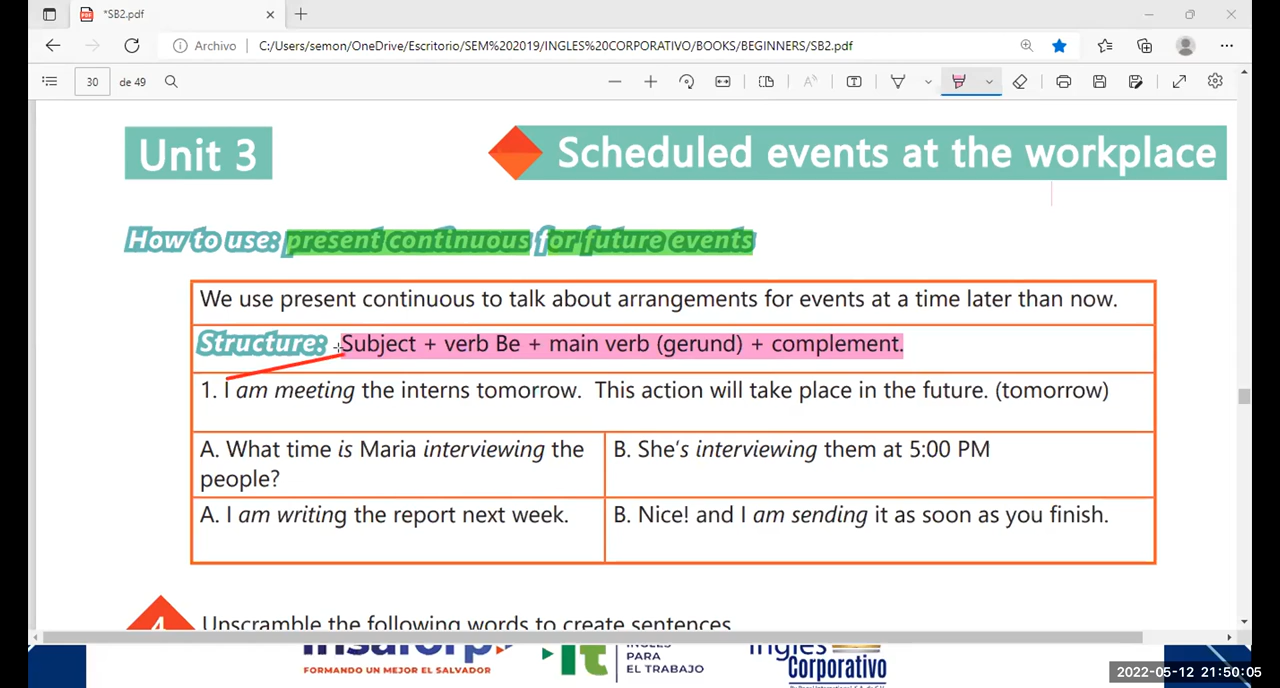 *SB2.pdf
Archivo C:/Users/semon/OneDrive/Escritorio/SEM%202019/INGLES%20CORPORATIVO/BOOKS/BEGINNERS/SB2.pdf
30 de 49
Unit 3
Scheduled events at the workplace
How to use: present continuous for future events
We use present continuous to talk about arrangements for events at a time later than now.
Structure: Subject + verb Be + main verb (gerund) + complement.
1. I am meeting the interns tomorrow. This action will take place in the future. (tomorrow)
A. What time is Maria interviewing the
people?
B. She's interviewing them at 5:00 PM
A. I am writing the report next week.
B. Nice! and I am sending it as soon as you finish.
4 Unscramble the following words to create sentences
insaforp
FORMANDO UN MEJOR EL SALVADOR
it
PARA
EL TRABAJO
Inglés
Corporativo
2022-05-12 21:50:05